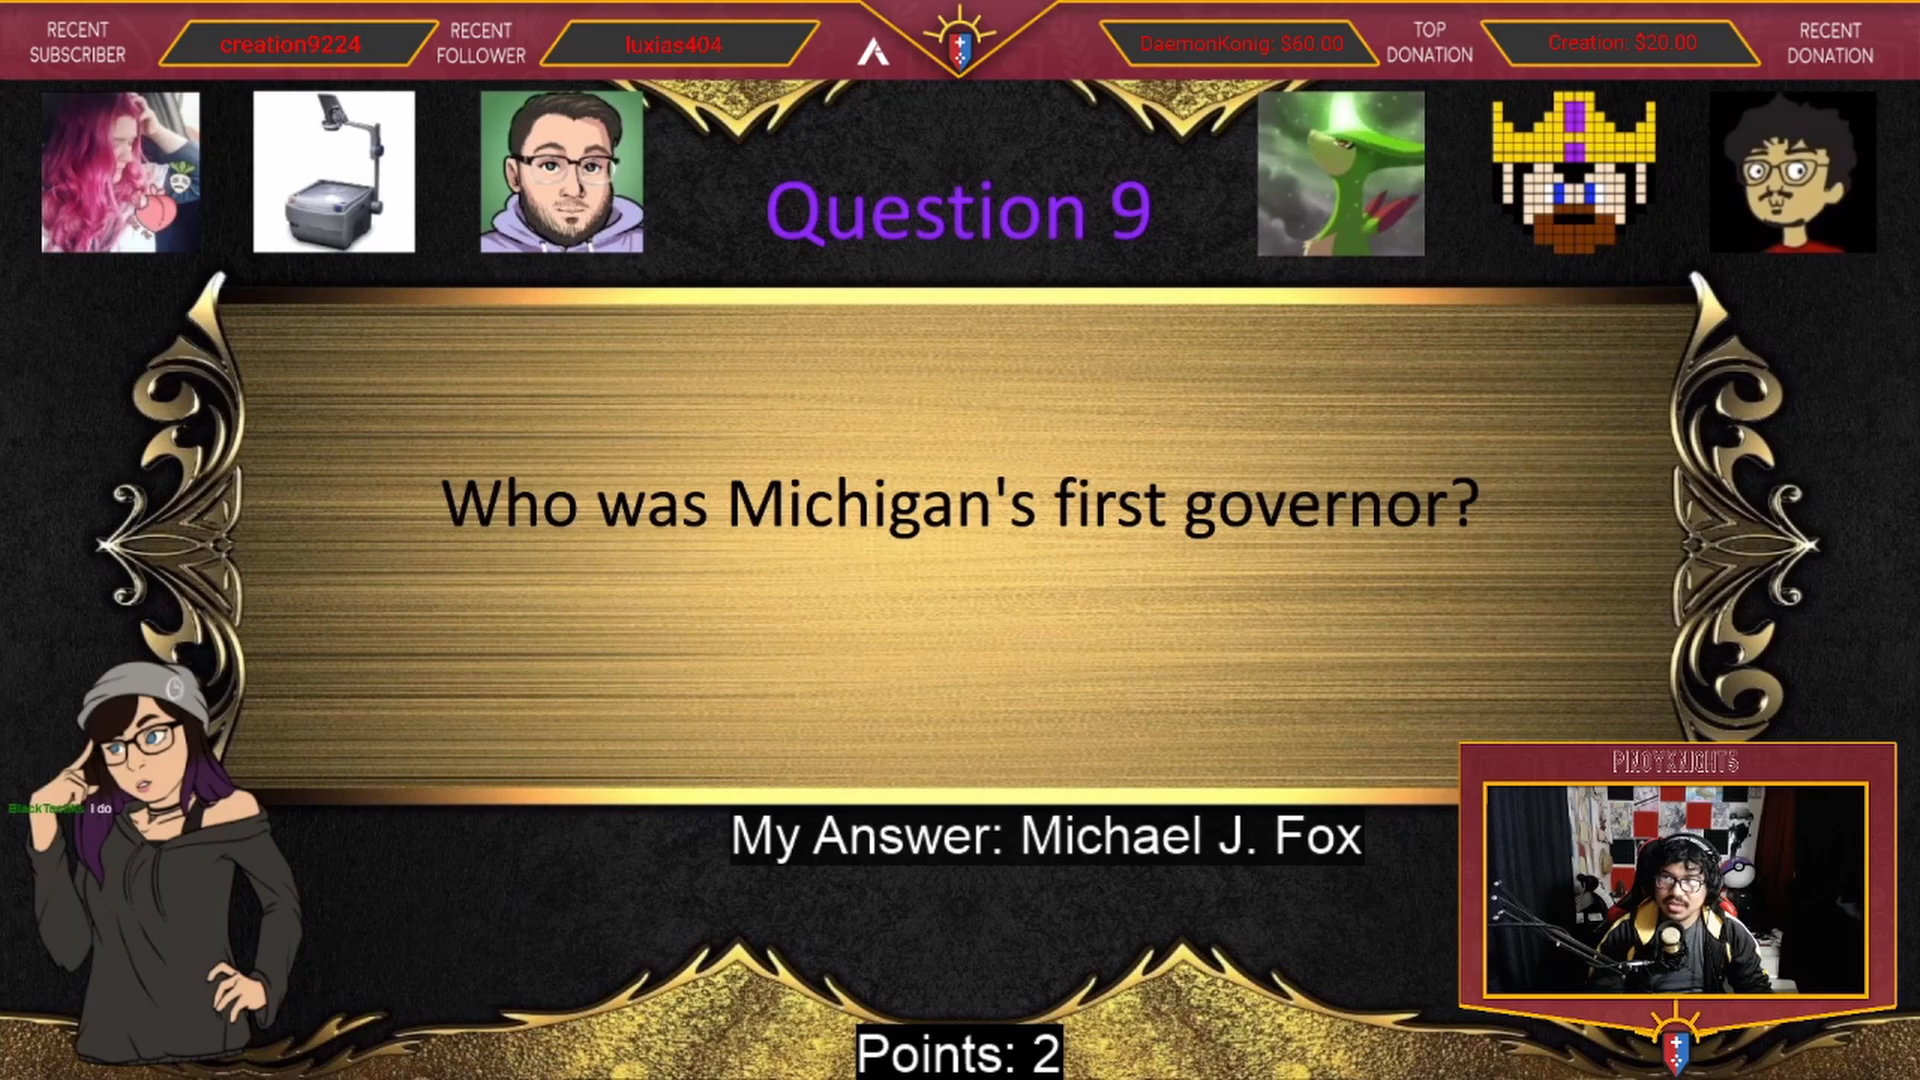 RECENT
SUBSCRIBER
creation9224
RECENT
FOLLOWER
luxias404
DaemonKonig: $60.00
TOP
DONATION
Creation: $20.00
RECENT
DONATION
Question 9
Who was Michigan's first governor?
I do
PINOYKNIGHTS
My Answer: Michael J. Fox
Points: 2